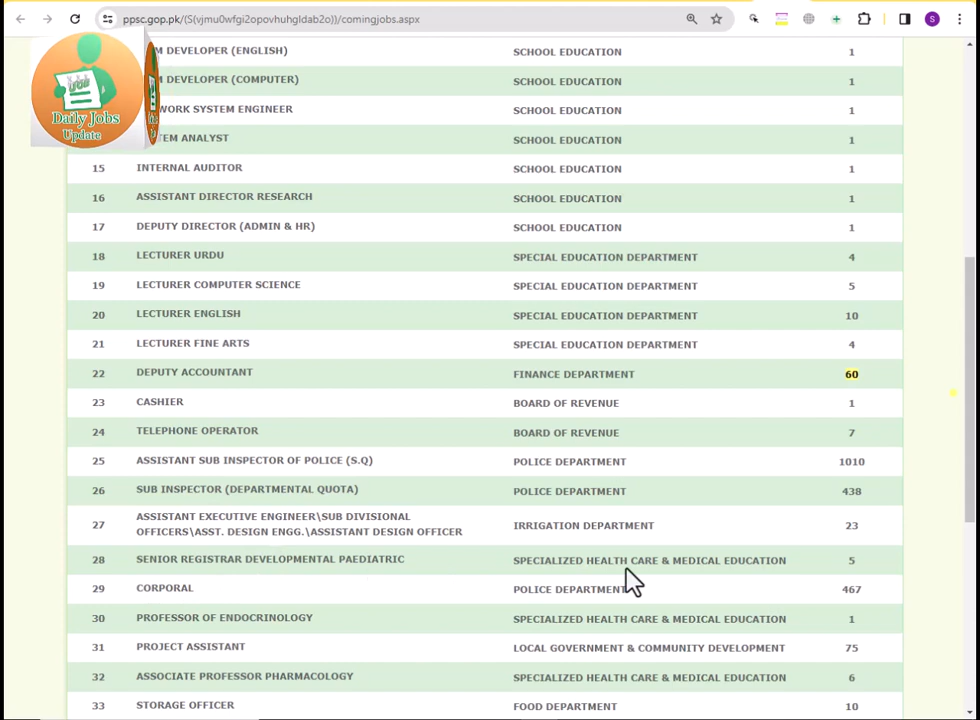 ppsc.gop.pk/(S(vjmu0wfgi2opovhuhgldab2o))/comingjobs.aspx
S
M DEVELOPER (ENGLISH) SCHOOL EDUCATION 1
M DEVELOPER (COMPUTER) SCHOOL EDUCATION 1
WORK SYSTEM ENGINEER SCHOOL EDUCATION 1
TEM ANALYST SCHOOL EDUCATION 1
JOB
Daily Jobs
Update
15 INTERNAL AUDITOR SCHOOL EDUCATION 1
16 ASSISTANT DIRECTOR RESEARCH SCHOOL EDUCATION 1
17 DEPUTY DIRECTOR (ADMIN & HR) SCHOOL EDUCATION 1
18 LECTURER URDU SPECIAL EDUCATION DEPARTMENT 4
19 LECTURER COMPUTER SCIENCE SPECIAL EDUCATION DEPARTMENT 5
20 LECTURER ENGLISH SPECIAL EDUCATION DEPARTMENT 10
21 LECTURER FINE ARTS SPECIAL EDUCATION DEPARTMENT 4
22 DEPUTY ACCOUNTANT FINANCE DEPARTMENT 60
23 CASHIER BOARD OF REVENUE 1
24 TELEPHONE OPERATOR BOARD OF REVENUE 7
25 ASSISTANT SUB INSPECTOR OF POLICE (S.Q) POLICE DEPARTMENT 1010
26 SUB INSPECTOR (DEPARTMENTAL QUOTA) POLICE DEPARTMENT 438
27 ASSISTANT EXECUTIVE ENGINEER\SUB DIVISIONAL
OFFICERS\ASST. DESIGN ENGG.\ASSISTANT DESIGN OFFICER IRRIGATION DEPARTMENT 23
28 SENIOR REGISTRAR DEVELOPMENTAL PAEDIATRIC SPECIALIZED HEALTH CARE & MEDICAL EDUCATION 5
29 CORPORAL POLICE DEPARTMENT 467
30 PROFESSOR OF ENDOCRINOLOGY SPECIALIZED HEALTH CARE & MEDICAL EDUCATION 1
31 PROJECT ASSISTANT LOCAL GOVERNMENT & COMMUNITY DEVELOPMENT 75
32 ASSOCIATE PROFESSOR PHARMACOLOGY SPECIALIZED HEALTH CARE & MEDICAL EDUCATION 6
33 STORAGE OFFICER FOOD DEPARTMENT 10